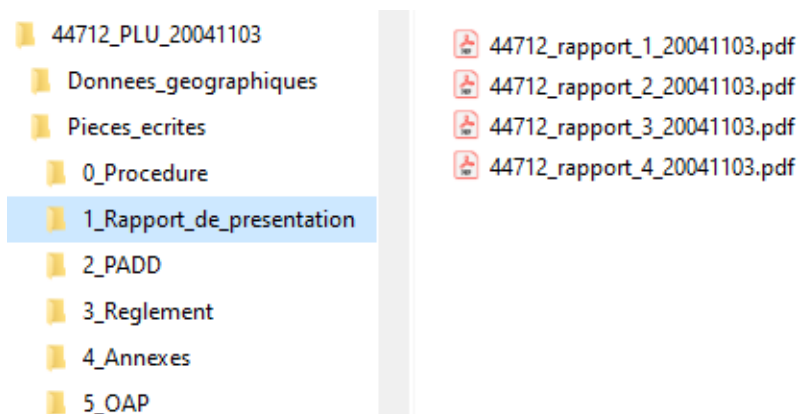 44712_PLU_20041103
Donnees_geographiques
Pieces_ecrites
0_Procedure
1_Rapport_de_presentation
2_PADD
3_Reglement
4_Annexes
5_OAP
44712_rapport_1_20041103.pdf
44712_rapport_2_20041103.pdf
44712_rapport_3_20041103.pdf
44712_rapport_4_20041103.pdf